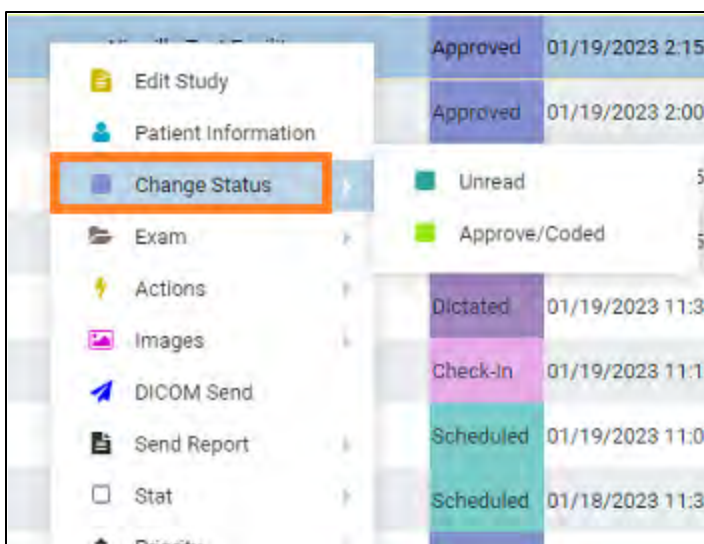 Approved 01/19/2023 2:15
Edit Study
Approved 01/19/2023 2:00
Patient Information
Change Status
Unread
Approve/Coded
Exam
Actions
Dictated 01/19/2023 11:3
Images
Check-In 01/19/2023 11:1
DICOM Send
Scheduled 01/19/2023 11:0
Send Report
Stat
Scheduled 01/18/2023 11:3